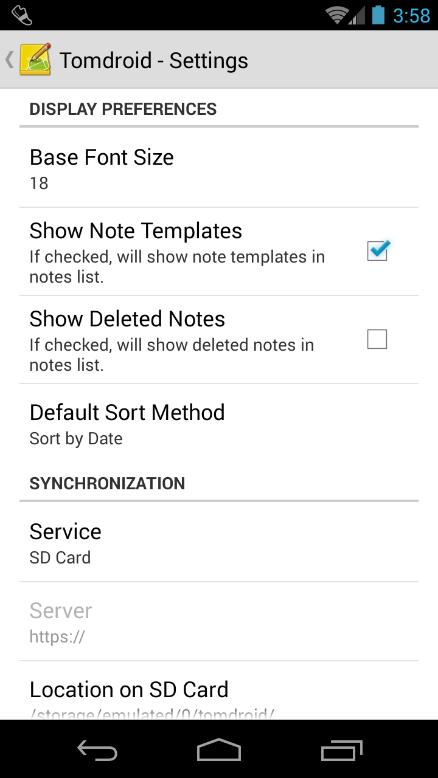 3:58
Tomdroid - Settings
DISPLAY PREFERENCES
Base Font Size
18
Show Note Templates
If checked, will show note templates in
notes list.
Show Deleted Notes
If checked, will show deleted notes in
notes list.
Default Sort Method
Sort by Date
SYNCHRONIZATION
Service
SD Card
Server
https://
Location on SD Card
/storage/emulated/0/tomdroid/